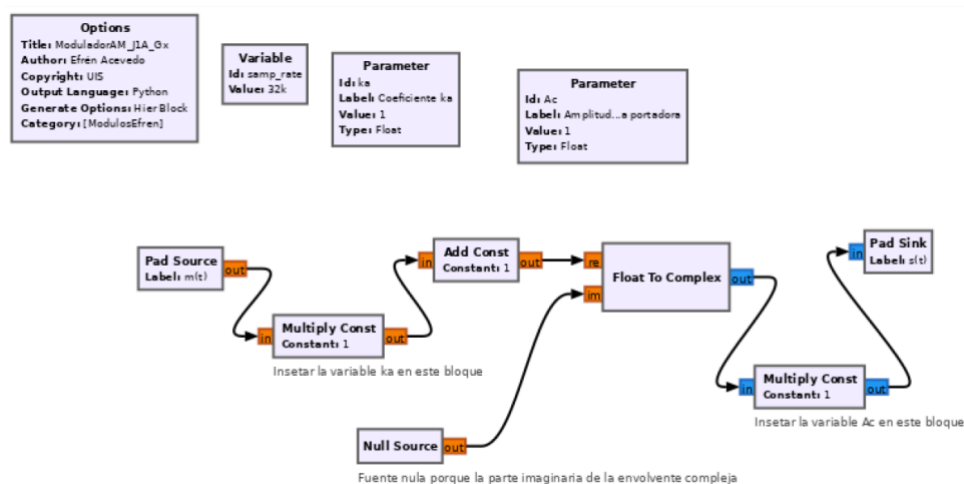 Options
Title: ModuladorAM_J1A_Gx
Author: Efrén Acevedo
Copyright: UIS
Output Language: Python
Generate Options: Hier Block
Category: [ModulosEfren]
Variable
Id: samp_rate
Value: 32k
Parameter
Id: ka
Label: Coeficiente ka
Value: 1
Type: Float
Parameter
Id: Ac
Label: Amplitud...a portadora
Value: 1
Type: Float
Pad Source
Label: m(t)
out
in
Multiply Const
Constant: 1
out
Insetar la variable ka en este bloque
in
Add Const
Constant: 1
out
Null Source
out
Fuente nula porque la parte imaginaria de la envolvente compleja
re
im
Float To Complex
out
in
Multiply Const
Constant: 1
out
Insetar la variable Ac en este bloque
in
Pad Sink
Label: s(t)